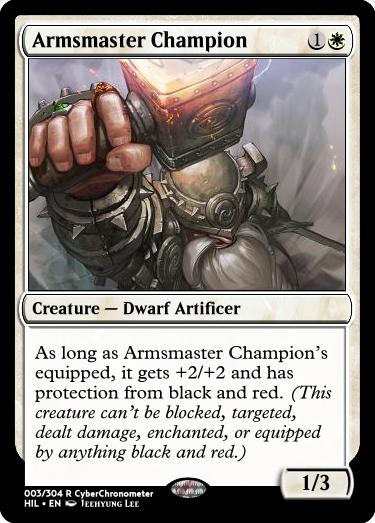 Armsmaster Champion 1
Creature — Dwarf Artificer
As long as Armsmaster Champion's
equipped, it gets +2/+2 and has
protection from black and red. (This
creature can't be blocked, targeted,
dealt damage, enchanted, or equipped
by anything black and red.)
1/3
003/304 R CyberChronometer
HIL • EN Jeehyung Lee